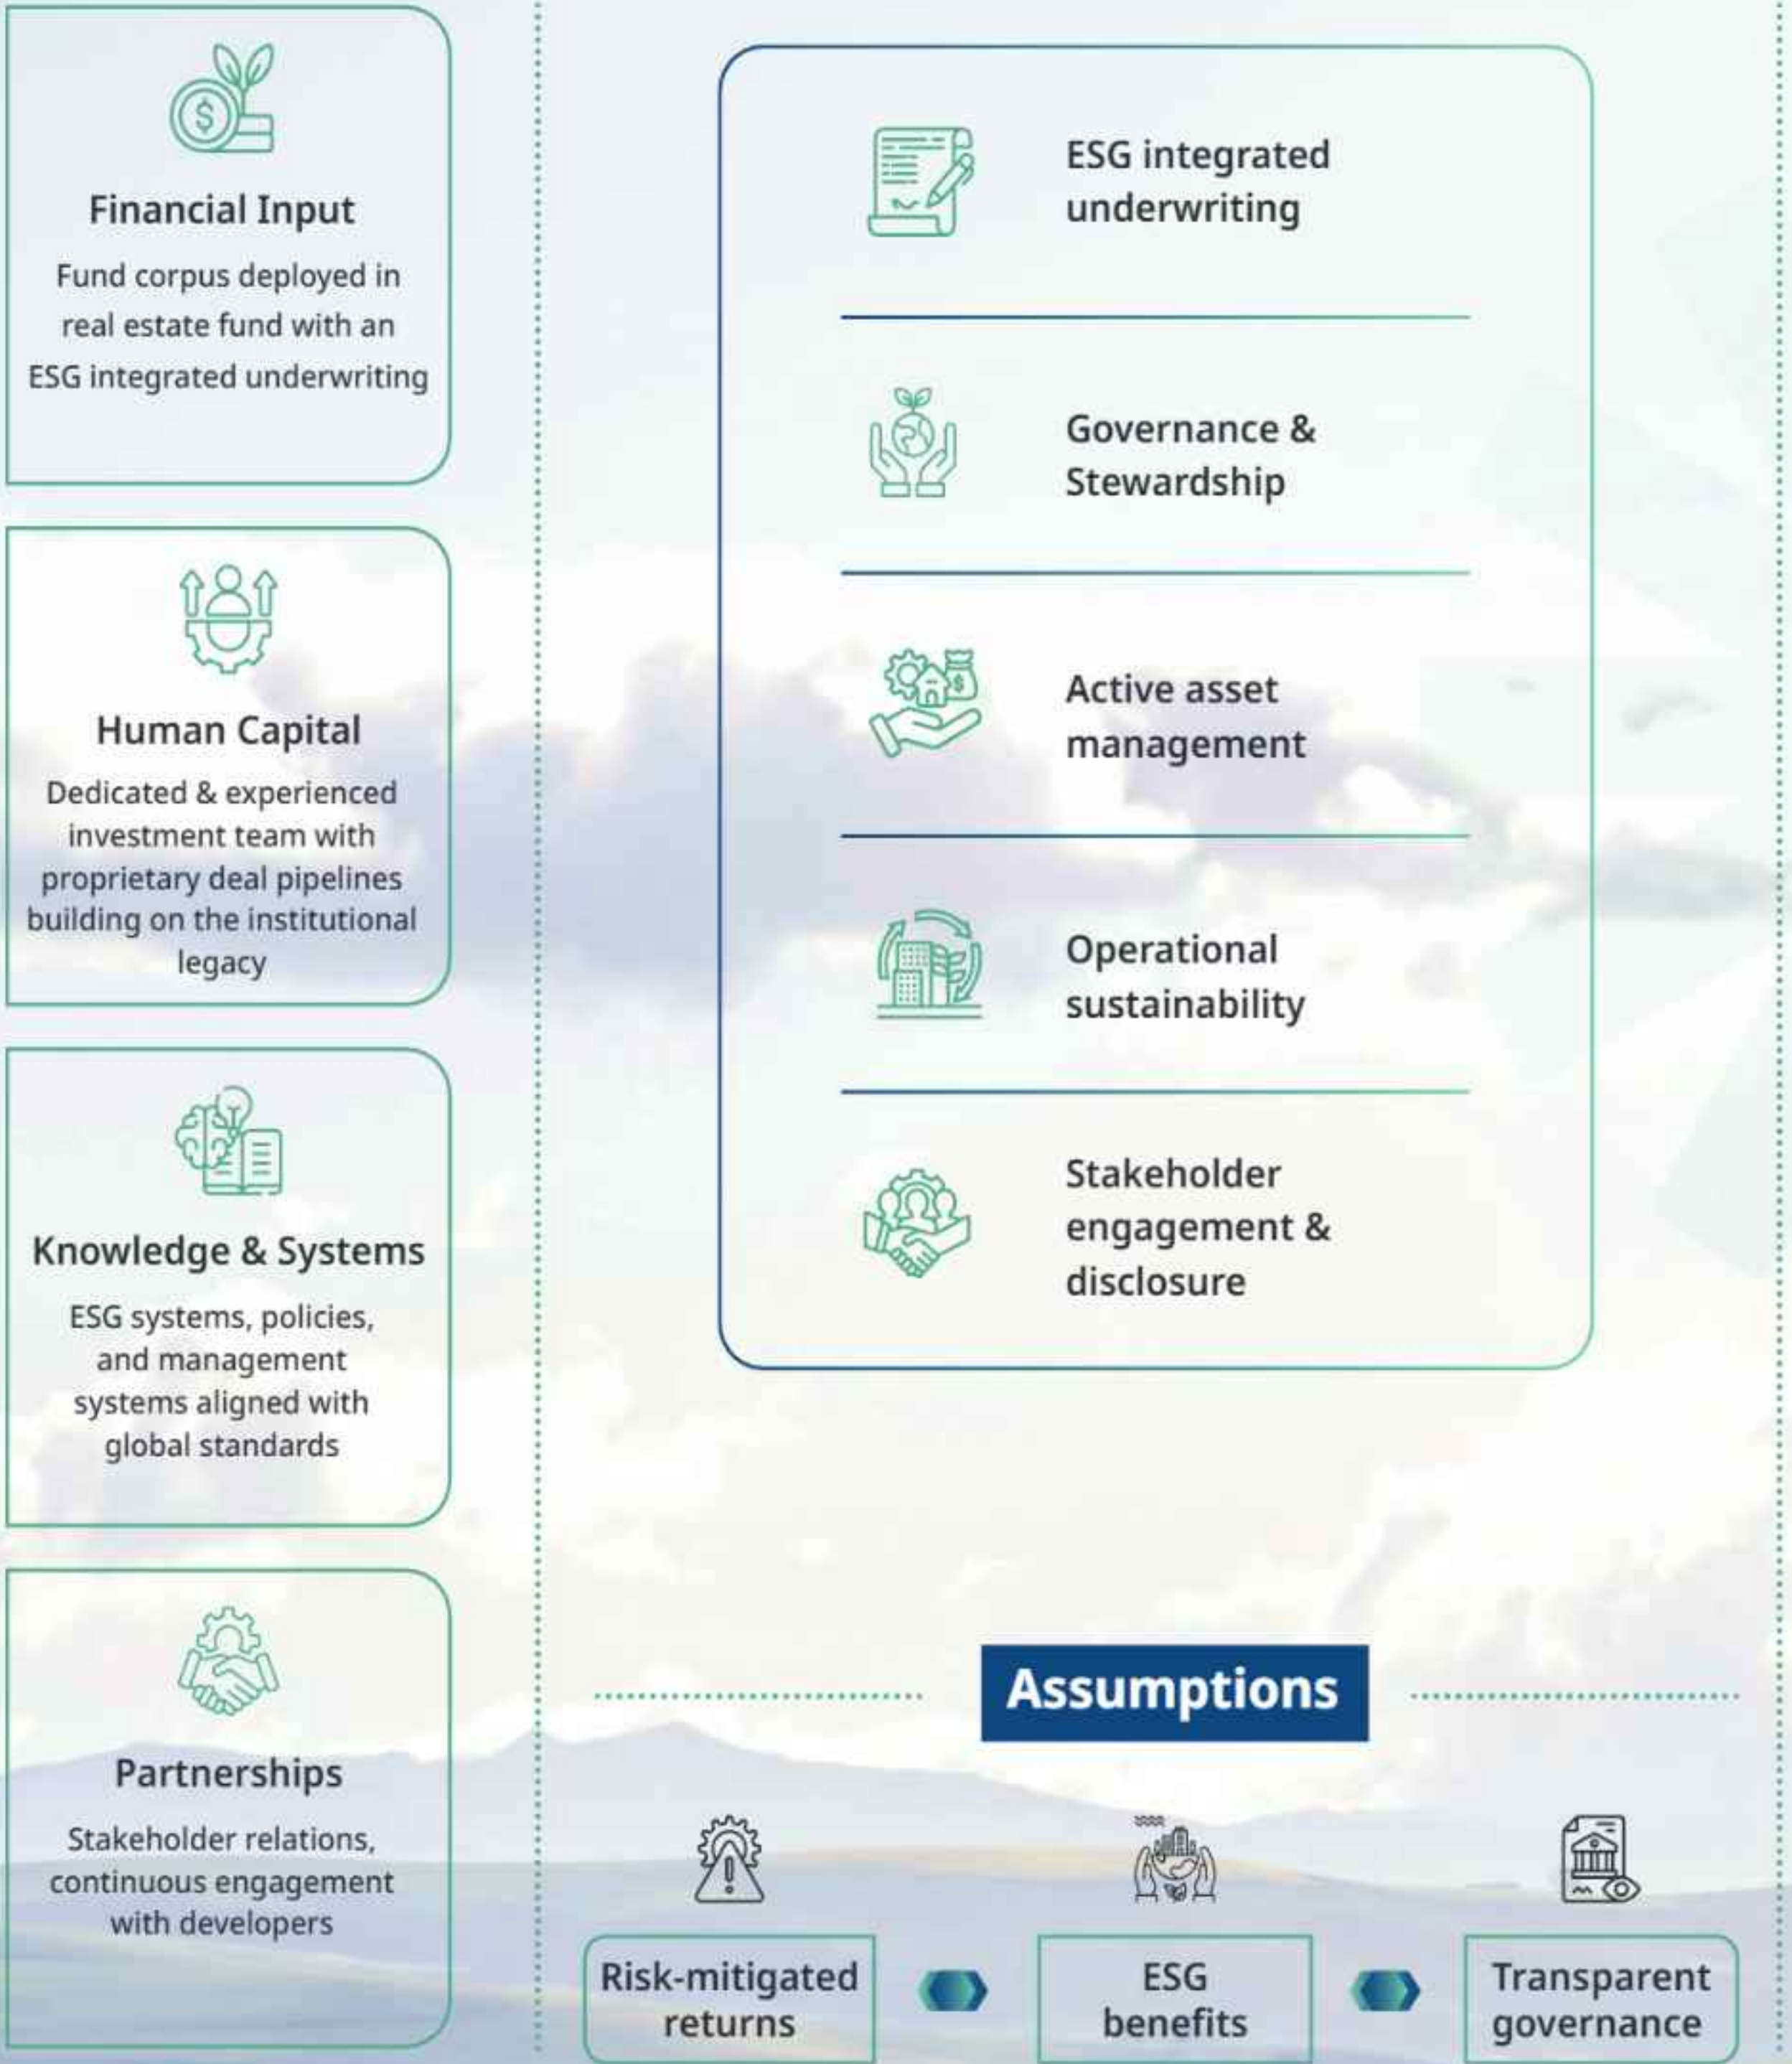 Financial Input
Fund corpus deployed in
real estate fund with an
ESG integrated underwriting
Human Capital
Dedicated & experienced
investment team with
proprietary deal pipelines
building on the institutional
legacy
Knowledge & Systems
ESG systems, policies,
and management
systems aligned with
global standards
Partnerships
Stakeholder relations,
continuous engagement
with developers
ESG integrated
underwriting
Governance &
Stewardship
Active asset
management
Operational
sustainability
Stakeholder
engagement &
disclosure
Assumptions
Risk-mitigated
returns
ESG
benefits
Transparent
governance